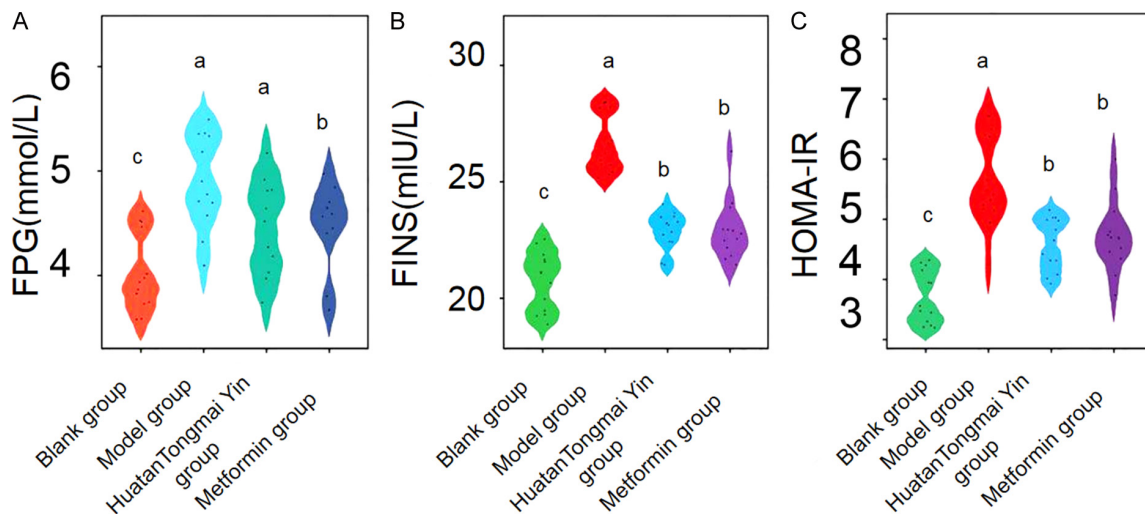 A
FPG(mmol/L)
6
5
4
c
a
a
b
Blank group
Model group
HuatanTongmai Yin
group
Metformin group
B
FINS(mIU/L)
30
25
20
c
a
b
b
Blank group
Model group
HuatanTongmai Yin
group
Metformin group
C
HOMA-IR
8
7
6
5
4
3
c
a
b
b
Blank group
Model group
HuatanTongmai Yin
group
Metformin group